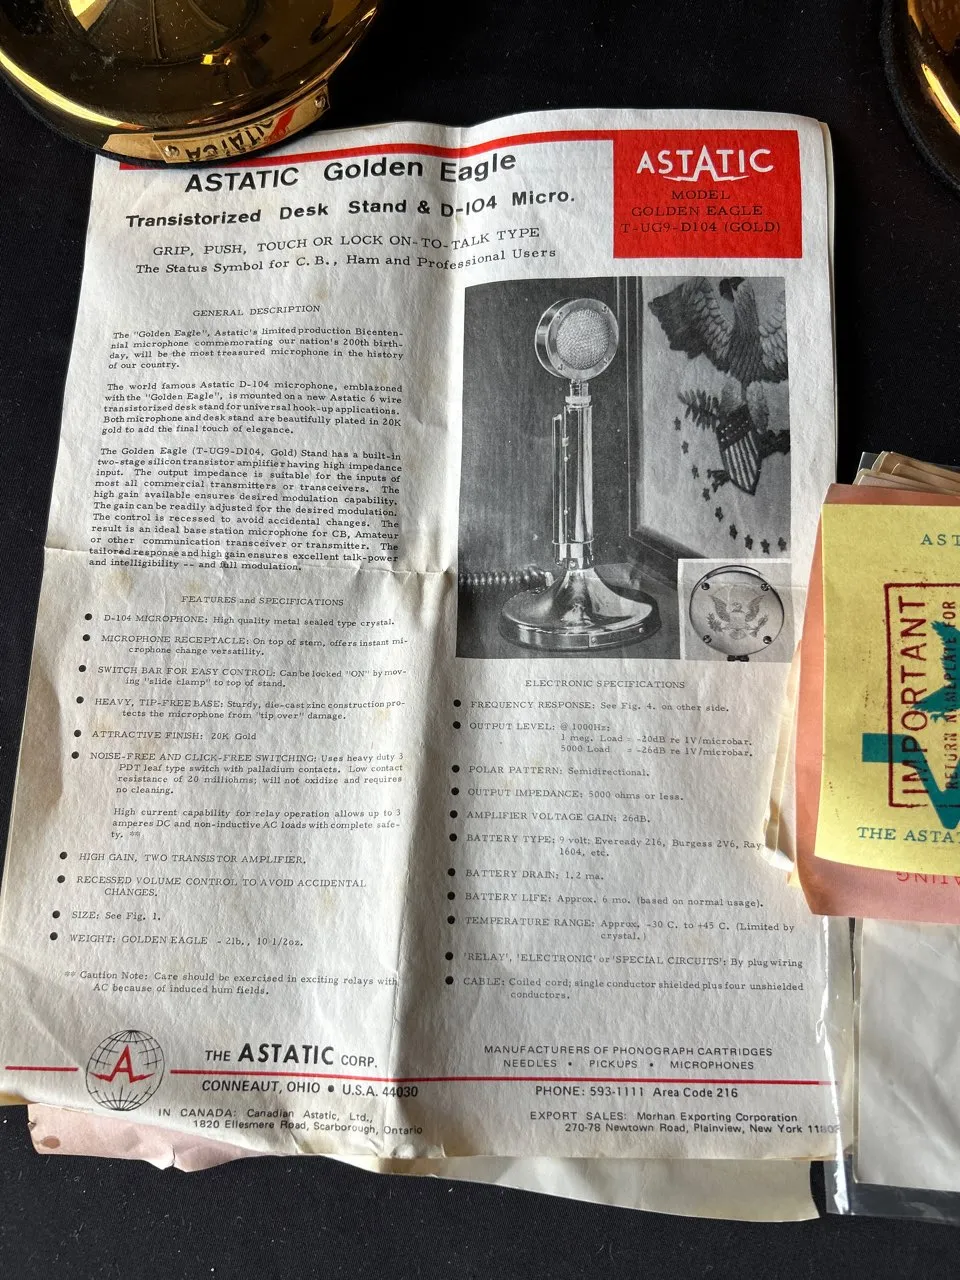 ASTATIC
ASTATIC Golden Eagle
Transistorized Desk Stand & D-104 Micro.
GRIP, PUSH, TOUCH OR LOCK ON-TO-TALK TYPE
The Status Symbol for C.B., Ham and Professional Users
ASTATIC
MODEL
GOLDEN EAGLE
T-UG9-D104 (GOLD)
GENERAL DESCRIPTION
The "Golden Eagle", Astatic's limited production Bicenten-
nial microphone commemorating our nation's 200th birth-
day, will be the most treasured microphone in the history
of our country.
The world famous Astatic D-104 microphone, emblazoned
with the "Golden Eagle", is mounted on a new Astatic 6 wire
transistorized desk stand for universal hook-up applications.
Both microphone and desk stand are beautifully plated in 20K
gold to add the final touch of elegance.
The Golden Eagle (T-UG9-D104, Gold) Stand has a built-in
two-stage silicon transistor amplifier having high impedance
input. The output impedance is suitable for the inputs of
most all commercial transmitters or transceivers. The
high gain available ensures desired modulation capability.
The gain can be readily adjusted for the desired modulation.
The control is recessed to avoid accidental changes. The
result is an ideal base station microphone for CB, Amateur
or other communication transceiver or transmitter. The
tailored response and high gain ensures excellent talk-power
and intelligibility -- and full modulation.
FEATURES and SPECIFICATIONS
● D-104 MICROPHONE: High quality metal sealed type crystal.
● MICROPHONE RECEPTACLE: On top of stem, offers instant mi-
crophone change versatility.
● SWITCH BAR FOR EASY CONTROL: Can be locked "ON" by mov-
ing "slide clamp" to top of stand.
● HEAVY, TIP-FREE BASE: Sturdy, die-cast zinc construction pro-
tects the microphone from "tip over" damage.
● ATTRACTIVE FINISH: 20K Gold
● NOISE-FREE AND CLICK-FREE SWITCHING: Uses heavy duty 3
PDT leaf type switch with palladium contacts. Low contact
resistance of 20 milliohms; will not oxidize and requires
no cleaning.
High current capability for relay operation allows up to 3
amperes DC and non-inductive AC loads with complete safe-
ty. **
● HIGH GAIN, TWO TRANSISTOR AMPLIFIER.
● RECESSED VOLUME CONTROL TO AVOID ACCIDENTAL
CHANGES.
● SIZE: See Fig. 1.
● WEIGHT: GOLDEN EAGLE - 2lb., 10 1/2oz.
** Caution Note: Care should be exercised in exciting relays with
AC because of induced hum fields.
ELECTRONIC SPECIFICATIONS
● FREQUENCY RESPONSE: See Fig. 4. on other side.
● OUTPUT LEVEL: @ 1000Hz:
1 meg. Load = -20dB re 1V/microbar.
5000 Load = -26dB re 1V/microbar.
● POLAR PATTERN: Semidirectional.
● OUTPUT IMPEDANCE: 5000 ohms or less.
● AMPLIFIER VOLTAGE GAIN: 26dB.
● BATTERY TYPE: 9 volt: Eveready 216, Burgess 2V6, Ray
1604, etc.
● BATTERY DRAIN: 1.2 ma.
● BATTERY LIFE: Approx. 6 mo. (based on normal usage).
● TEMPERATURE RANGE: Approx. -30 C. to +45 C. (Limited by
crystal.)
● 'RELAY', 'ELECTRONIC' or 'SPECIAL CIRCUITS': By plug wiring
● CABLE: Coiled cord; single conductor shielded plus four unshielded
conductors.
A
THE ASTATIC CORP.
CONNEAUT, OHIO ● U.S.A. 44030
IN CANADA: Canadian Astatic, Ltd.,
1820 Ellesmere Road, Scarborough, Ontario
MANUFACTURERS OF PHONOGRAPH CARTRIDGES
NEEDLES • PICKUPS • MICROPHONES
PHONE: 593-1111 Area Code 216
EXPORT SALES: Morhan Exporting Corporation
270-78 Newtown Road, Plainview, New York 11803
AST
IMPORTANT
RETURN NAMEPLATE FOR
THE ASTA